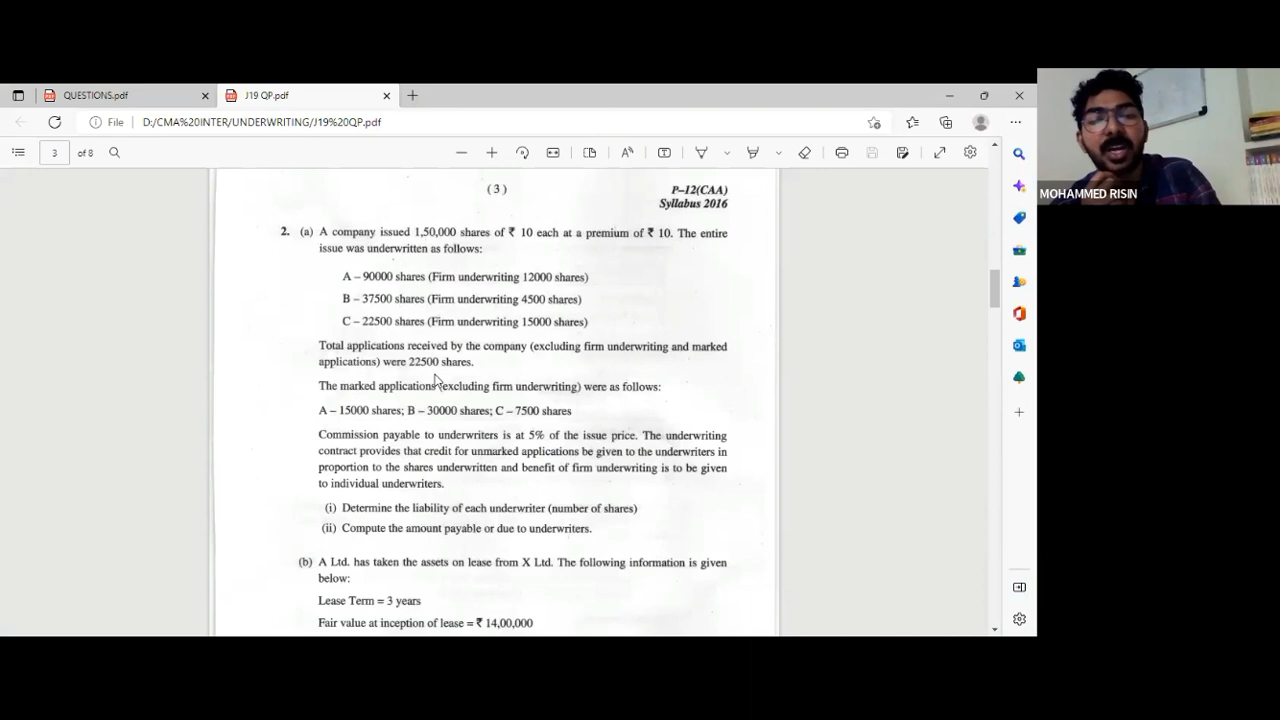 QUESTIONS.pdf
J19 QP.pdf
File
D:/CMA%20INTER/UNDERWRITING/J19%20QP.pdf
3
of 8
MOHAMMED RISIN
(3)
P–12(CAA)
Syllabus 2016
2. (a) A company issued 1,50,000 shares of ₹ 10 each at a premium of ₹ 10. The entire
issue was underwritten as follows:
A – 90000 shares (Firm underwriting 12000 shares)
B – 37500 shares (Firm underwriting 4500 shares)
C – 22500 shares (Firm underwriting 15000 shares)
Total applications received by the company (excluding firm underwriting and marked
applications) were 22500 shares.
The marked applications (excluding firm underwriting) were as follows:
A – 15000 shares; B – 30000 shares; C – 7500 shares
Commission payable to underwriters is at 5% of the issue price. The underwriting
contract provides that credit for unmarked applications be given to the underwriters in
proportion to the shares underwritten and benefit of firm underwriting is to be given
to individual underwriters.
(i) Determine the liability of each underwriter (number of shares)
(ii) Compute the amount payable or due to underwriters.
(b) A Ltd. has taken the assets on lease from X Ltd. The following information is given
below:
Lease Term = 3 years
Fair value at inception of lease = ₹ 14,00,000